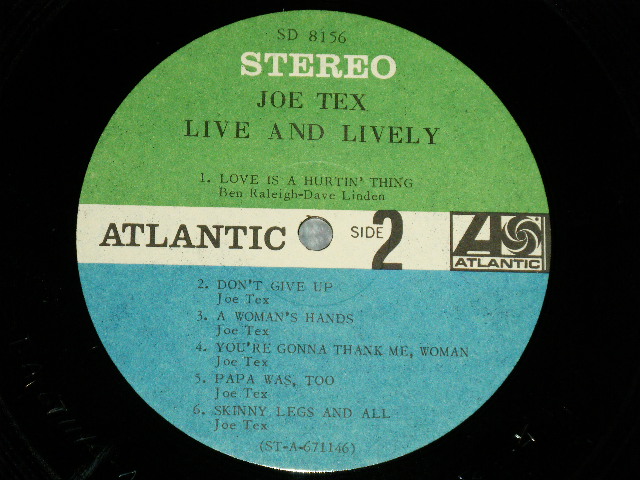 SD 8156
STEREO
JOE TEX
LIVE AND LIVELY
1. LOVE IS A HURTIN' THING
Ben Raleigh-Dave Linden
ATLANTIC
SIDE 2
ATLANTIC
2. DON'T GIVE UP
Joe Tex
3. A WOMAN'S HANDS
Joe Tex
4. YOU'RE GONNA THANK ME, WOMAN
Joe Tex
5. PAPA WAS, TOO
Joe Tex
6. SKINNY LEGS AND ALL
Joe Tex
(ST-A-671146)